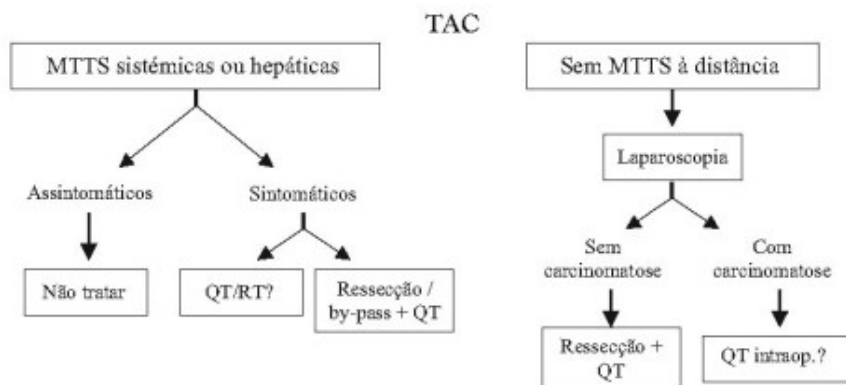 TAC
MTTS sistémicas ou hepáticas
Sem MTTS à distância
Laparoscopia
Assintomáticos
Sintomáticos
Sem
carcinomatose
Com
carcinomatose
Não tratar
QT/RT?
Ressecção /
by-pass + QT
Ressecção +
QT
QT intraop.?